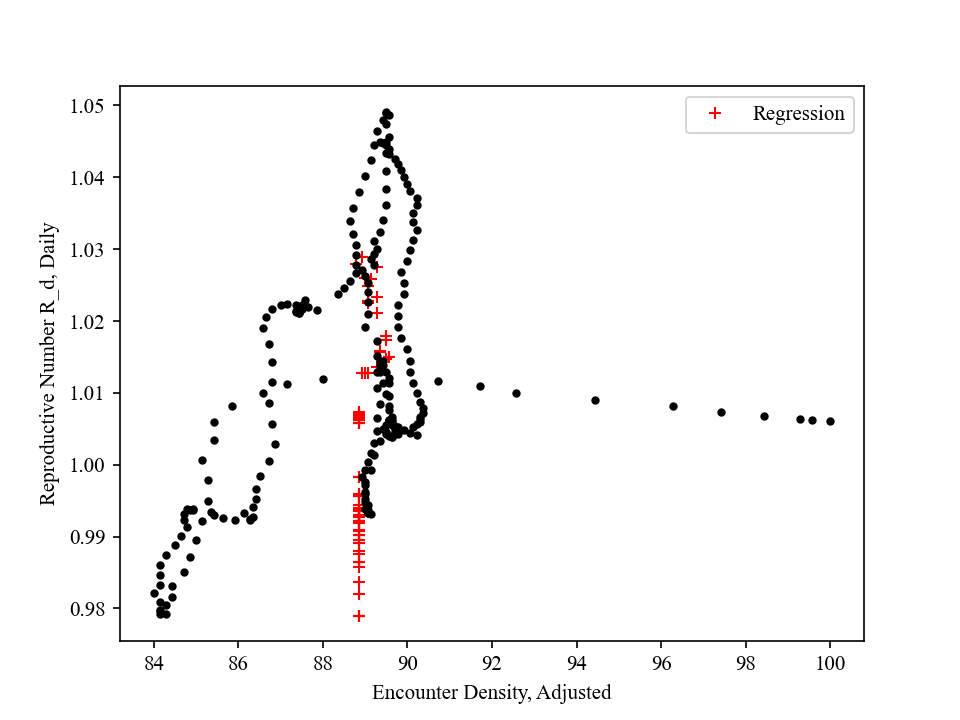 Regression
1.05
1.04
1.03
1.02
1.01
1.00
0.99
0.98
Reproductive Number R_d, Daily
84 86 88 90 92 94 96 98 100
Encounter Density, Adjusted